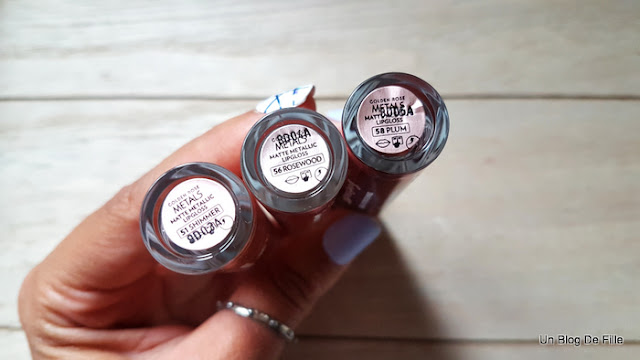 GOLDEN ROSE
METALS
MATTE METALLIC
LIPGLOSS
51 SHIMMER
METALS
MATTE METALLIC
LIPGLOSS
56 ROSEWOOD
GOLDEN ROSE
METALS
MATTE METALLIC
LIPGLOSS
58 PLUM
Un Blog De Fille